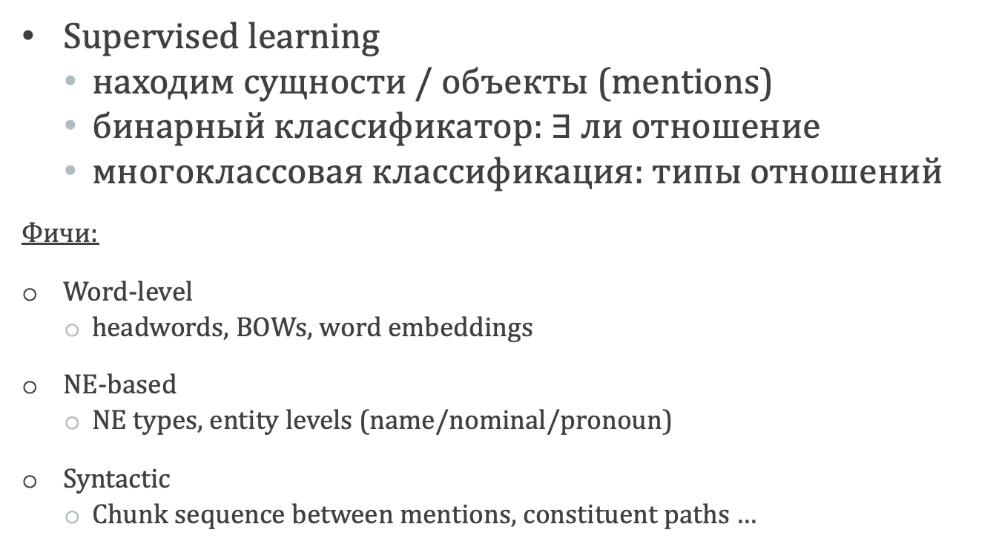 • Supervised learning
• находим сущности / объекты (mentions)
• бинарный классификатор: ∃ ли отношение
• многоклассовая классификация: типы отношений
Фичи:
o Word-level
o headwords, BOWs, word embeddings
o NE-based
o NE types, entity levels (name/nominal/pronoun)
o Syntactic
o Chunk sequence between mentions, constituent paths ...